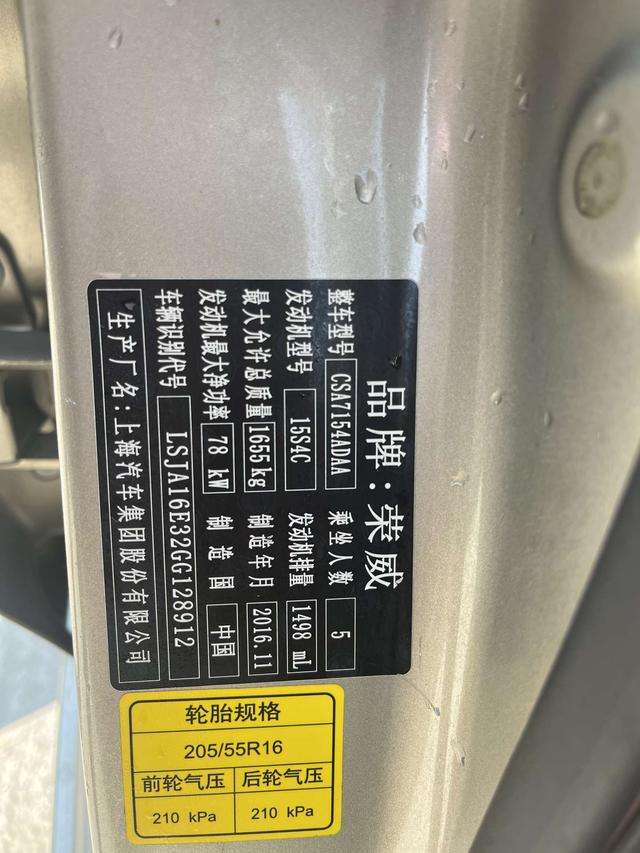 品牌：荣威
整车型号 CSA7154ADAA 乘坐人数 5
发动机型号 15S4C 发动机排量 1498 mL
最大允许总质量 1655 kg 制造年月 2016.11
发动机最大净功率 78 kW 制造国 中国
车辆识别代号 LSJA16E32GG128912
生产厂名：上海汽车集团股份有限公司
轮胎规格
205/55R16
前轮气压 后轮气压
210 kPa 210 kPa